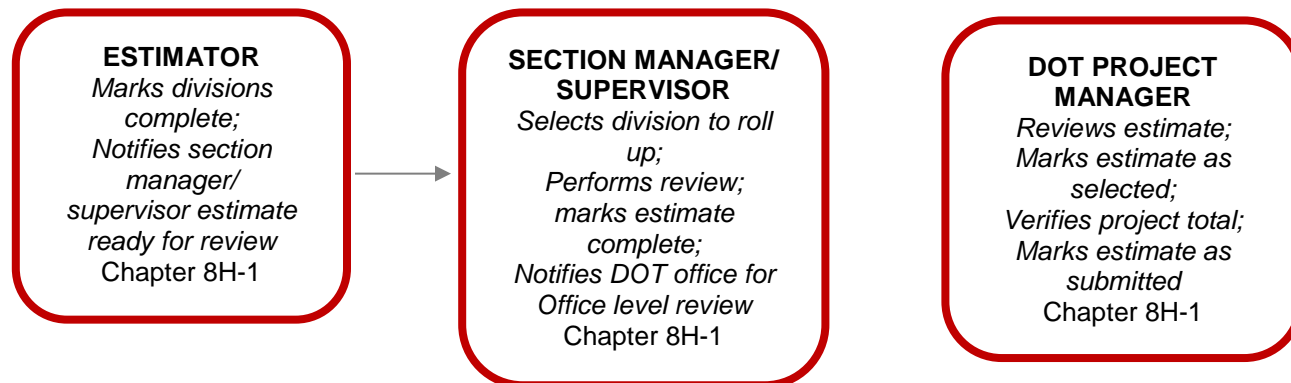 ESTIMATOR
Marks divisions
complete;
Notifies section
manager/
supervisor estimate
ready for review
Chapter 8H-1
SECTION MANAGER/
SUPERVISOR
Selects division to roll
up;
Performs review;
marks estimate
complete;
Notifies DOT office for
Office level review
Chapter 8H-1
DOT PROJECT
MANAGER
Reviews estimate;
Marks estimate as
selected;
Verifies project total;
Marks estimate as
submitted
Chapter 8H-1